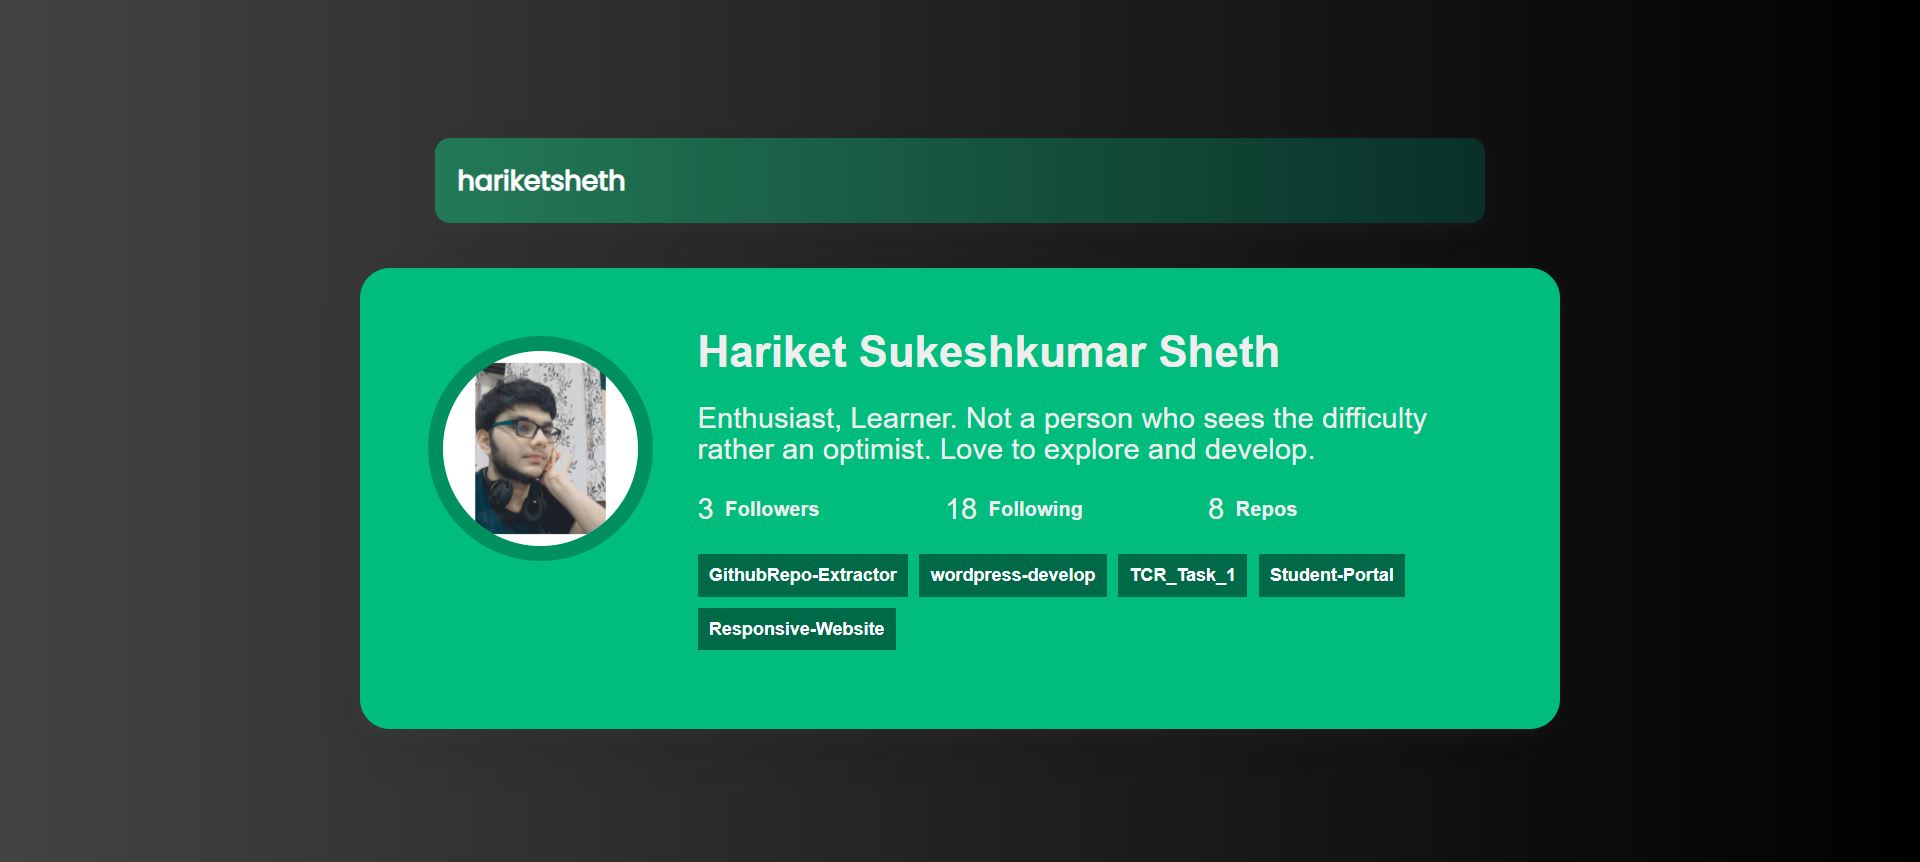 hariketsheth
Hariket Sukeshkumar Sheth
Enthusiast, Learner. Not a person who sees the difficulty
rather an optimist. Love to explore and develop.
3 Followers 18 Following 8 Repos
GithubRepo-Extractor wordpress-develop TCR_Task_1 Student-Portal
Responsive-Website